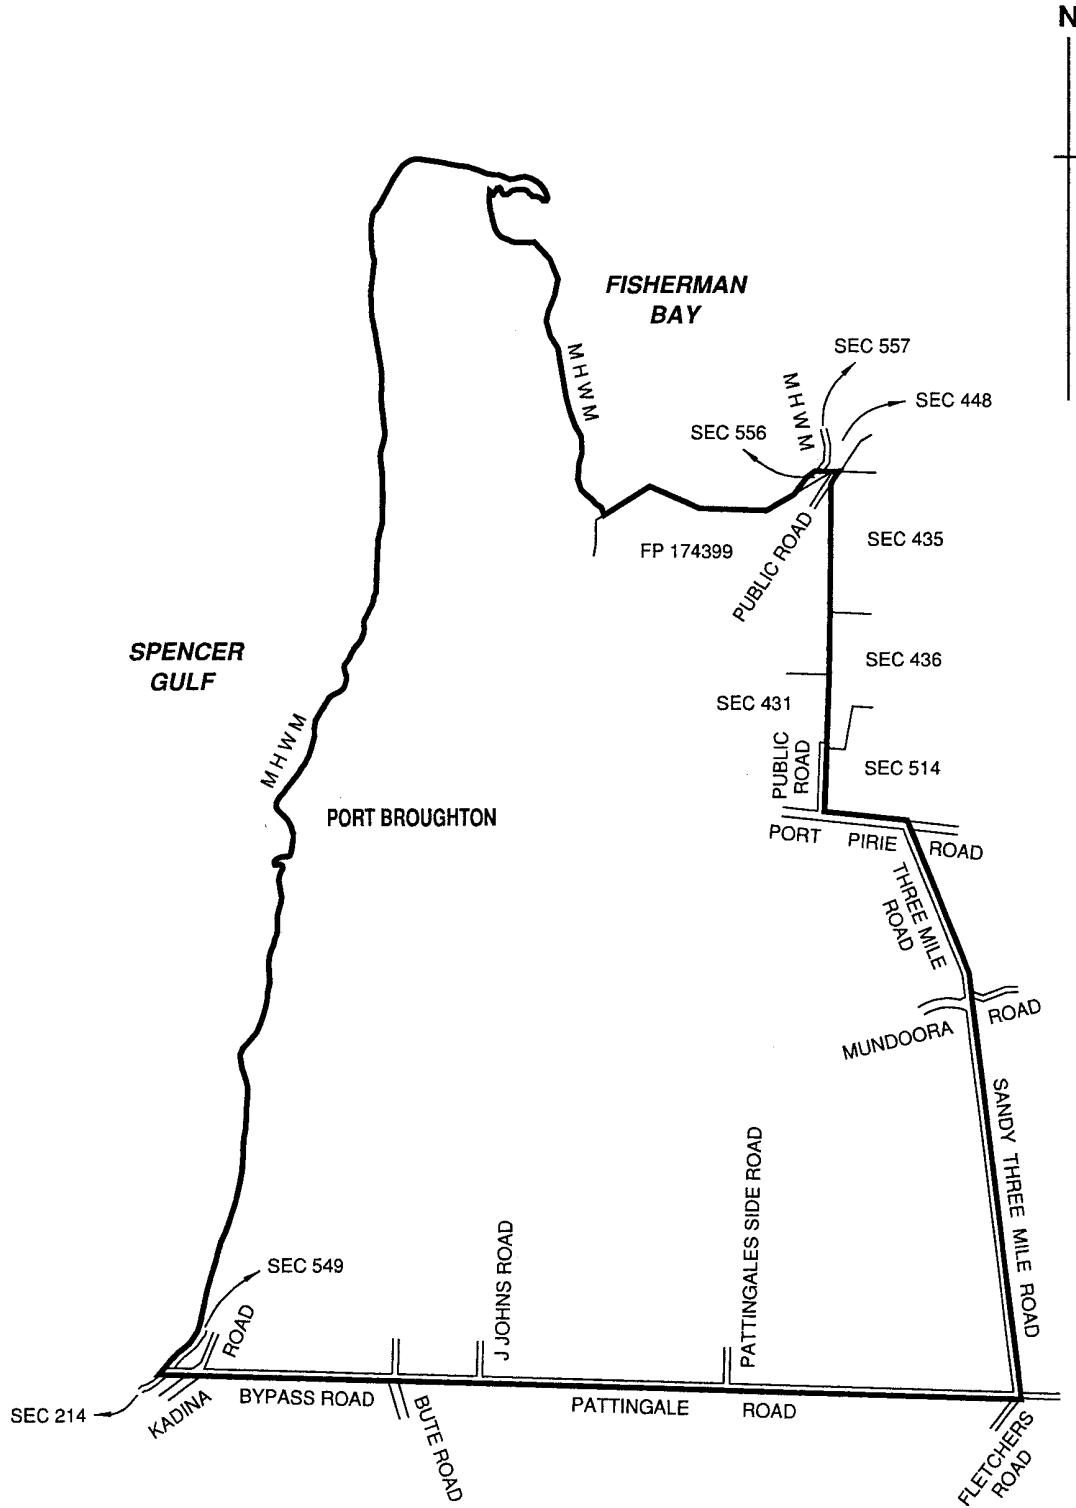 N
FISHERMAN
BAY
SEC 557
MHWM
MHWM
SEC 448
SEC 556
PUBLIC ROAD
SEC 435
FP 174399
SPENCER
GULF
SEC 436
SEC 431
MHWM
PUBLIC
ROAD
SEC 514
PORT BROUGHTON
PORT PIRIE ROAD
THREE MILE
ROAD
MUNDOORA ROAD
SANDY THREE MILE ROAD
PATTINGALES SIDE ROAD
J JOHNS ROAD
SEC 549
KADINA ROAD
BYPASS ROAD
PATTINGALE ROAD
SEC 214
BUTE ROAD
FLETCHERS
ROAD